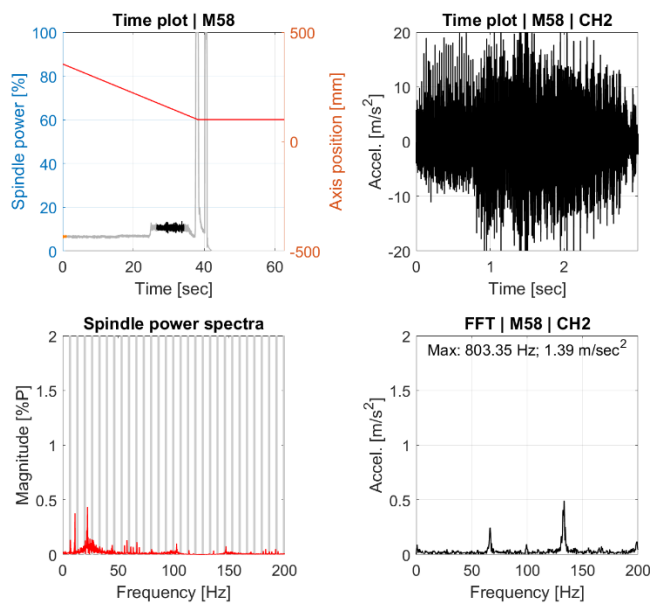 Time plot | M58
100
80
60
40
20
0
Spindle power [%]
500
0
-500
Axis position [mm]
0
20
40
60
Time [sec]
Time plot | M58 | CH2
20
10
0
-10
-20
Accel. [m/s²]
0
1
2
Time [sec]
Spindle power spectra
2
1.5
1
0.5
0
Magnitude [%P]
0
50
100
150
200
Frequency [Hz]
FFT | M58 | CH2
Max: 803.35 Hz; 1.39 m/sec²
2
1.5
1
0.5
0
Accel. [m/s²]
0
50
100
150
200
Frequency [Hz]